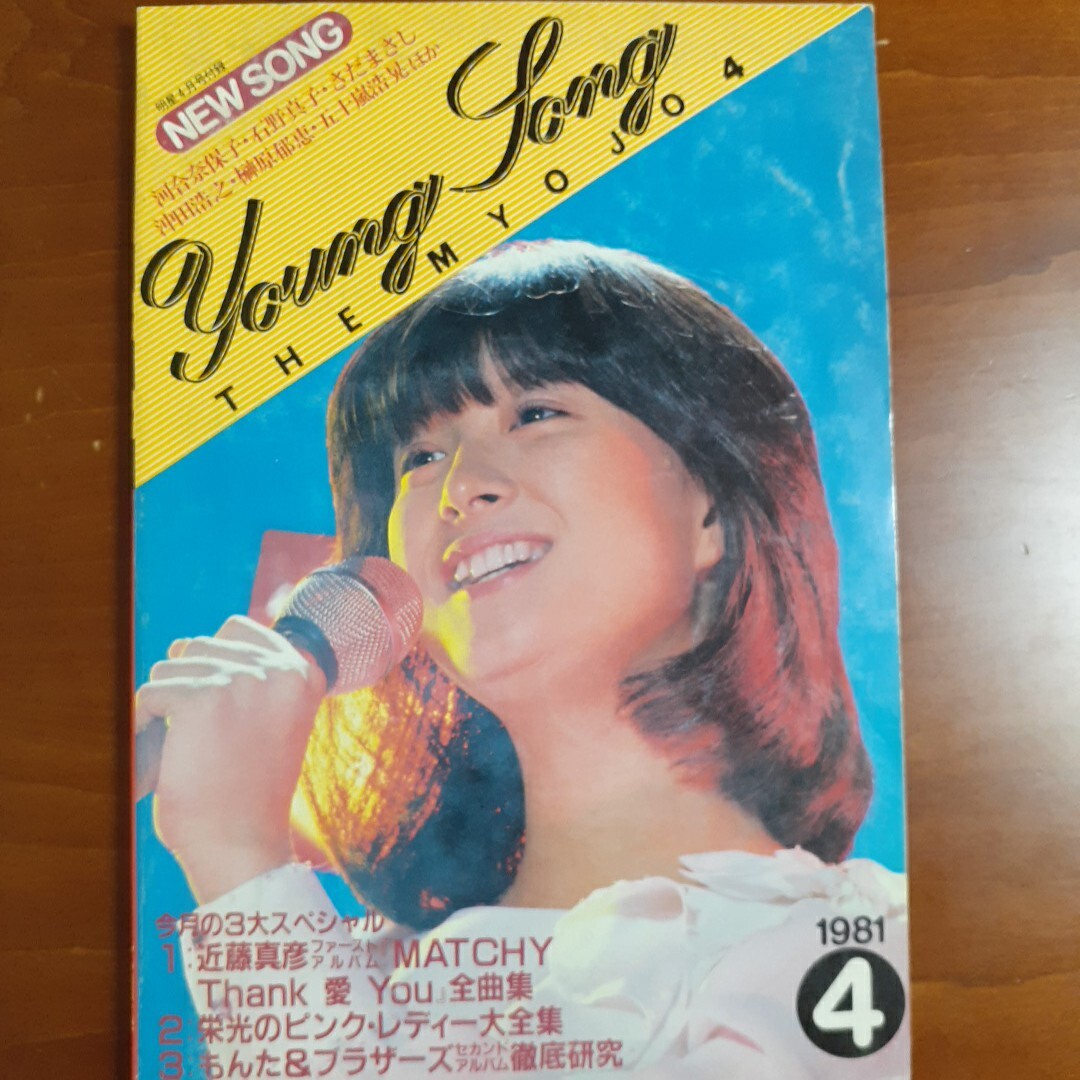 明星4月号付録
NEW SONG
河合奈保子・石野真子・さだまさし
沖田浩之・榊原郁恵・五十嵐浩晃ほか
Young Song
THE MYOJO 4
今月の3大スペシャル
1：近藤真彦ファーストアルバム『MATCHY
Thank 愛 You』全曲集
2：栄光のピンク・レディー大全集
3：もんた&ブラザーズセカンドアルバム徹底研究
1981
4